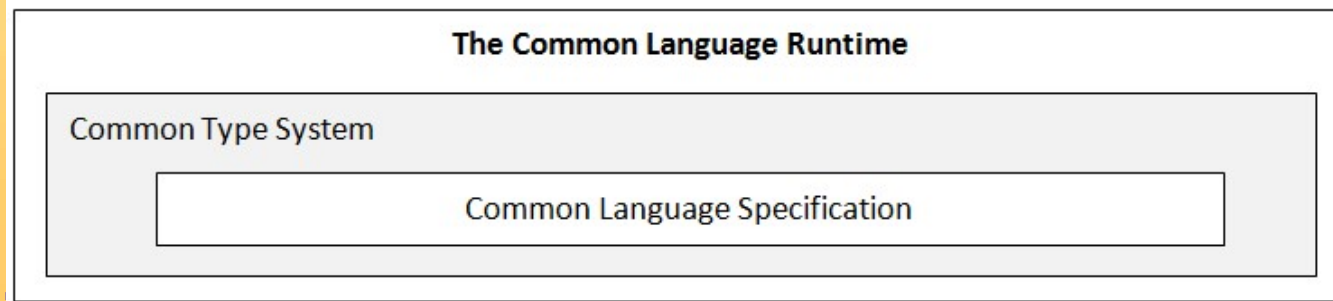 The Common Language Runtime
Common Type System
Common Language Specification